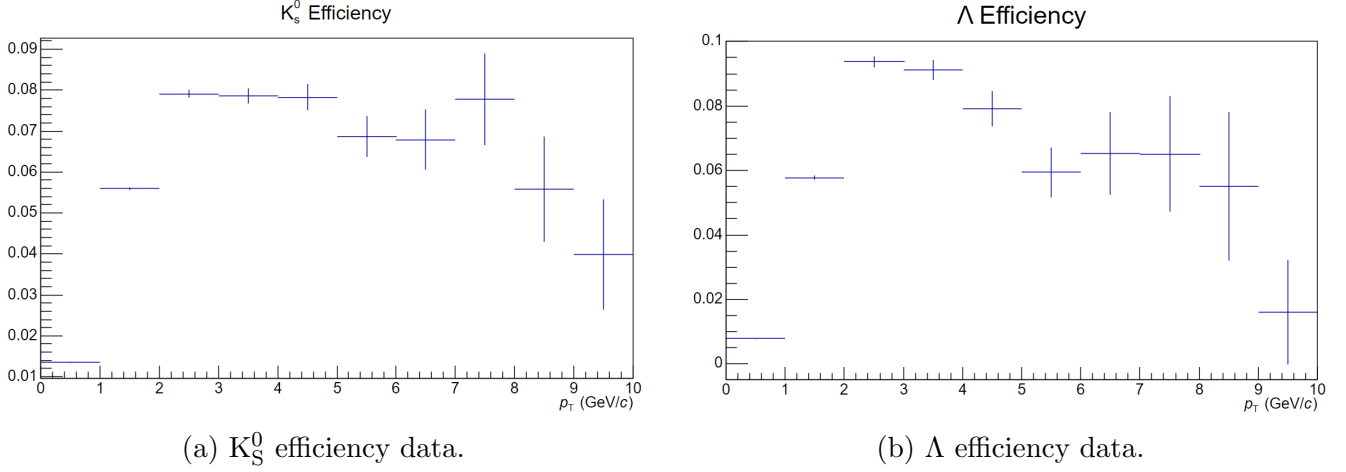 K⁰ₛ Efficiency
0.09
0.08
0.07
0.06
0.05
0.04
0.03
0.02
0.01
0 1 2 3 4 5 6 7 8 9 10
p_T (GeV/c)
(a) K⁰_S efficiency data.
Λ Efficiency
0.1
0.08
0.06
0.04
0.02
0
0 1 2 3 4 5 6 7 8 9 10
p_T (GeV/c)
(b) Λ efficiency data.